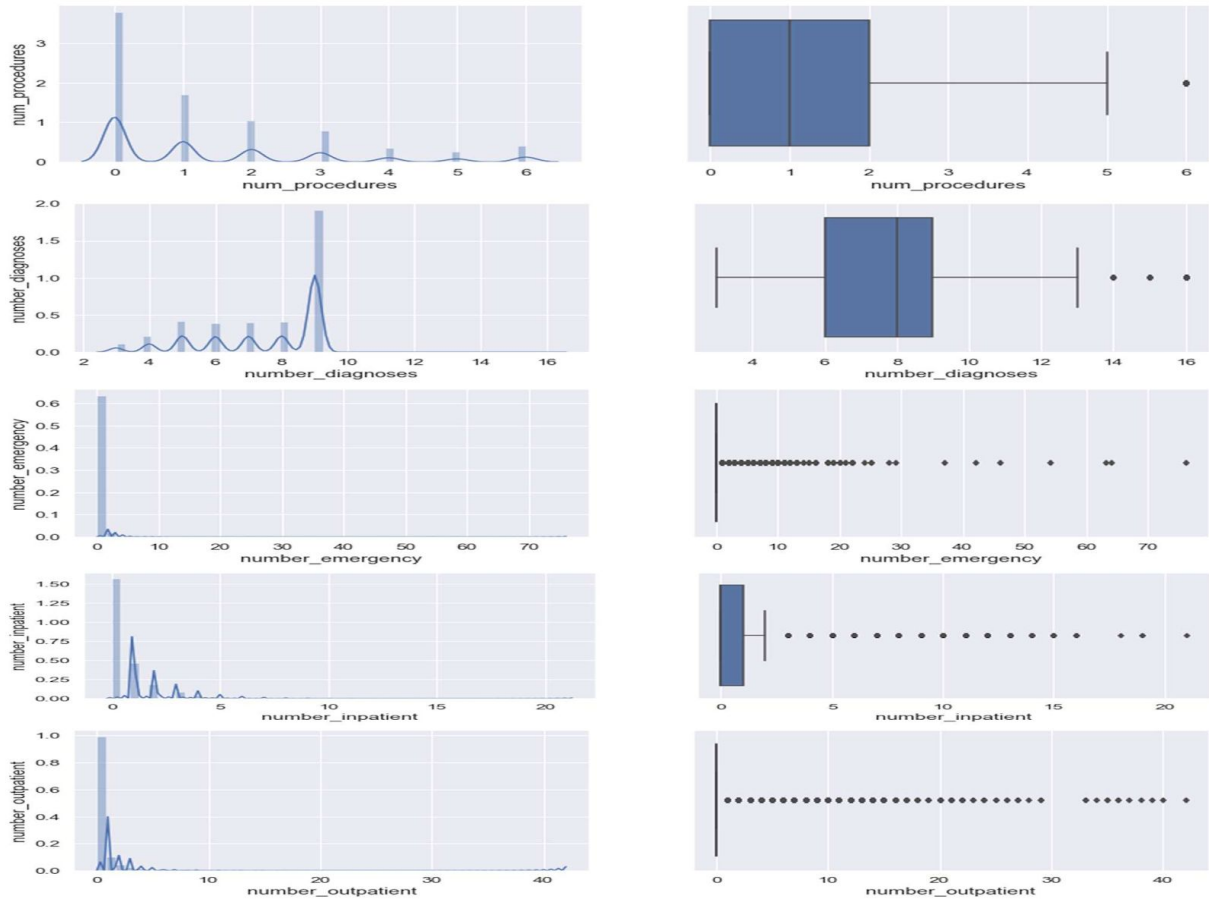 num_procedures
3
2
1
0
0 1 2 3 4 5 6
num_procedures
0 1 2 3 4 5 6
num_procedures
number_diagnoses
2.0
1.5
1.0
0.5
0.0
2 4 6 8 10 12 14 16
number_diagnoses
4 6 8 10 12 14 16
number_diagnoses
number_emergency
0.6
0.5
0.4
0.3
0.2
0.1
0.0
0 10 20 30 40 50 60 70
number_emergency
0 10 20 30 40 50 60 70
number_emergency
number_inpatient
1.50
1.25
1.00
0.75
0.50
0.25
0.00
0 5 10 15 20
number_inpatient
0 5 10 15 20
number_inpatient
number_outpatient
1.0
0.8
0.6
0.4
0.2
0.0
0 10 20 30 40
number_outpatient
0 10 20 30 40
number_outpatient